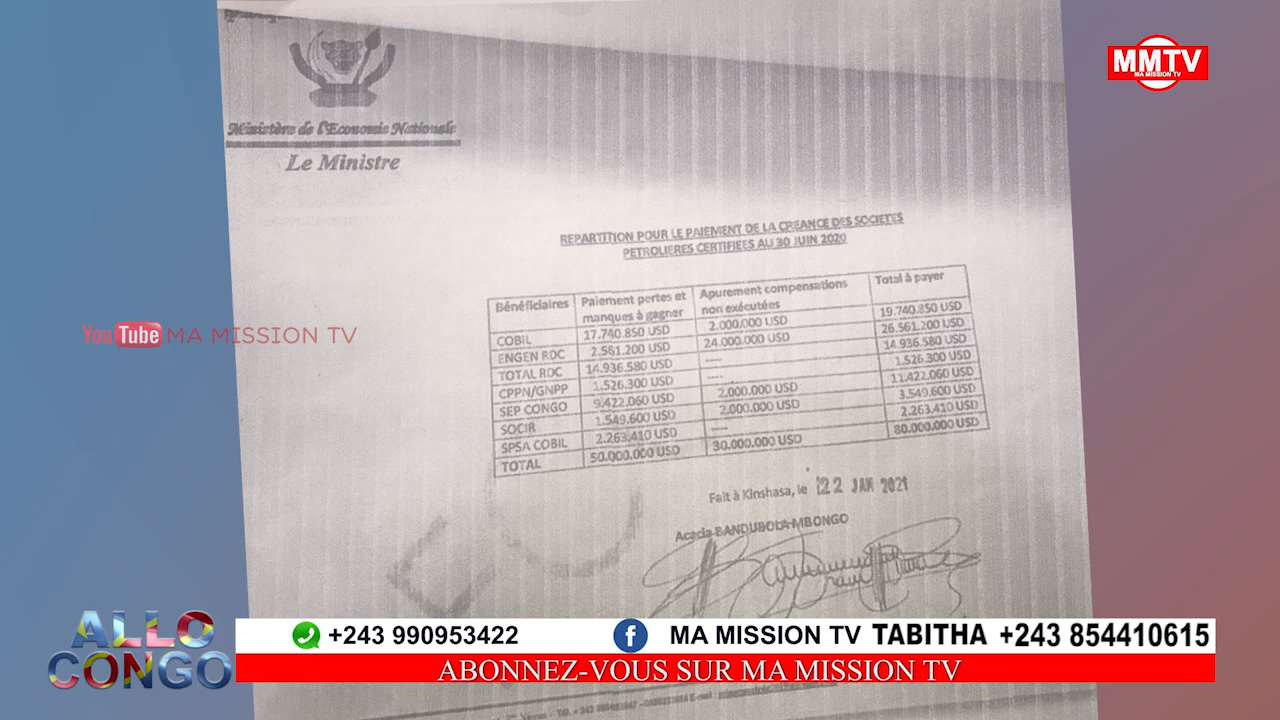 MMTV
MA MISSION TV
Ministère de l'Economie Nationale
Le Ministre
REPARTITION POUR LE PAIEMENT DE LA CREANCE DES SOCIETES
PETROLIERES CERTIFIEES AU 30 JUIN 2020
Bénéficiaires Paiement pertes et manques à gagner Apurement compensations non exécutées Total à payer
COBIL 17.740.850 USD 2.000.000 USD 19.740.850 USD
ENGEN RDC 2.561.200 USD 24.000.000 USD 26.561.200 USD
TOTAL RDC 14.936.580 USD ---- 14.936.580 USD
CPPN/GNPP 1.526.300 USD ---- 1.526.300 USD
SEP CONGO 9.422.060 USD 2.000.000 USD 11.422.060 USD
SOCIR 1.549.600 USD 2.000.000 USD 3.549.600 USD
SPSA COBIL 2.263.410 USD ---- 2.263.410 USD
TOTAL 50.000.000 USD 30.000.000 USD 80.000.000 USD
YouTube MA MISSION TV
Fait à Kinshasa, le 22 JAN 2021
Acacia BANDUBOLA MBONGO
ALLO
CONGO
+243 990953422 MA MISSION TV TABITHA +243 854410615
ABONNEZ-VOUS SUR MA MISSION TV